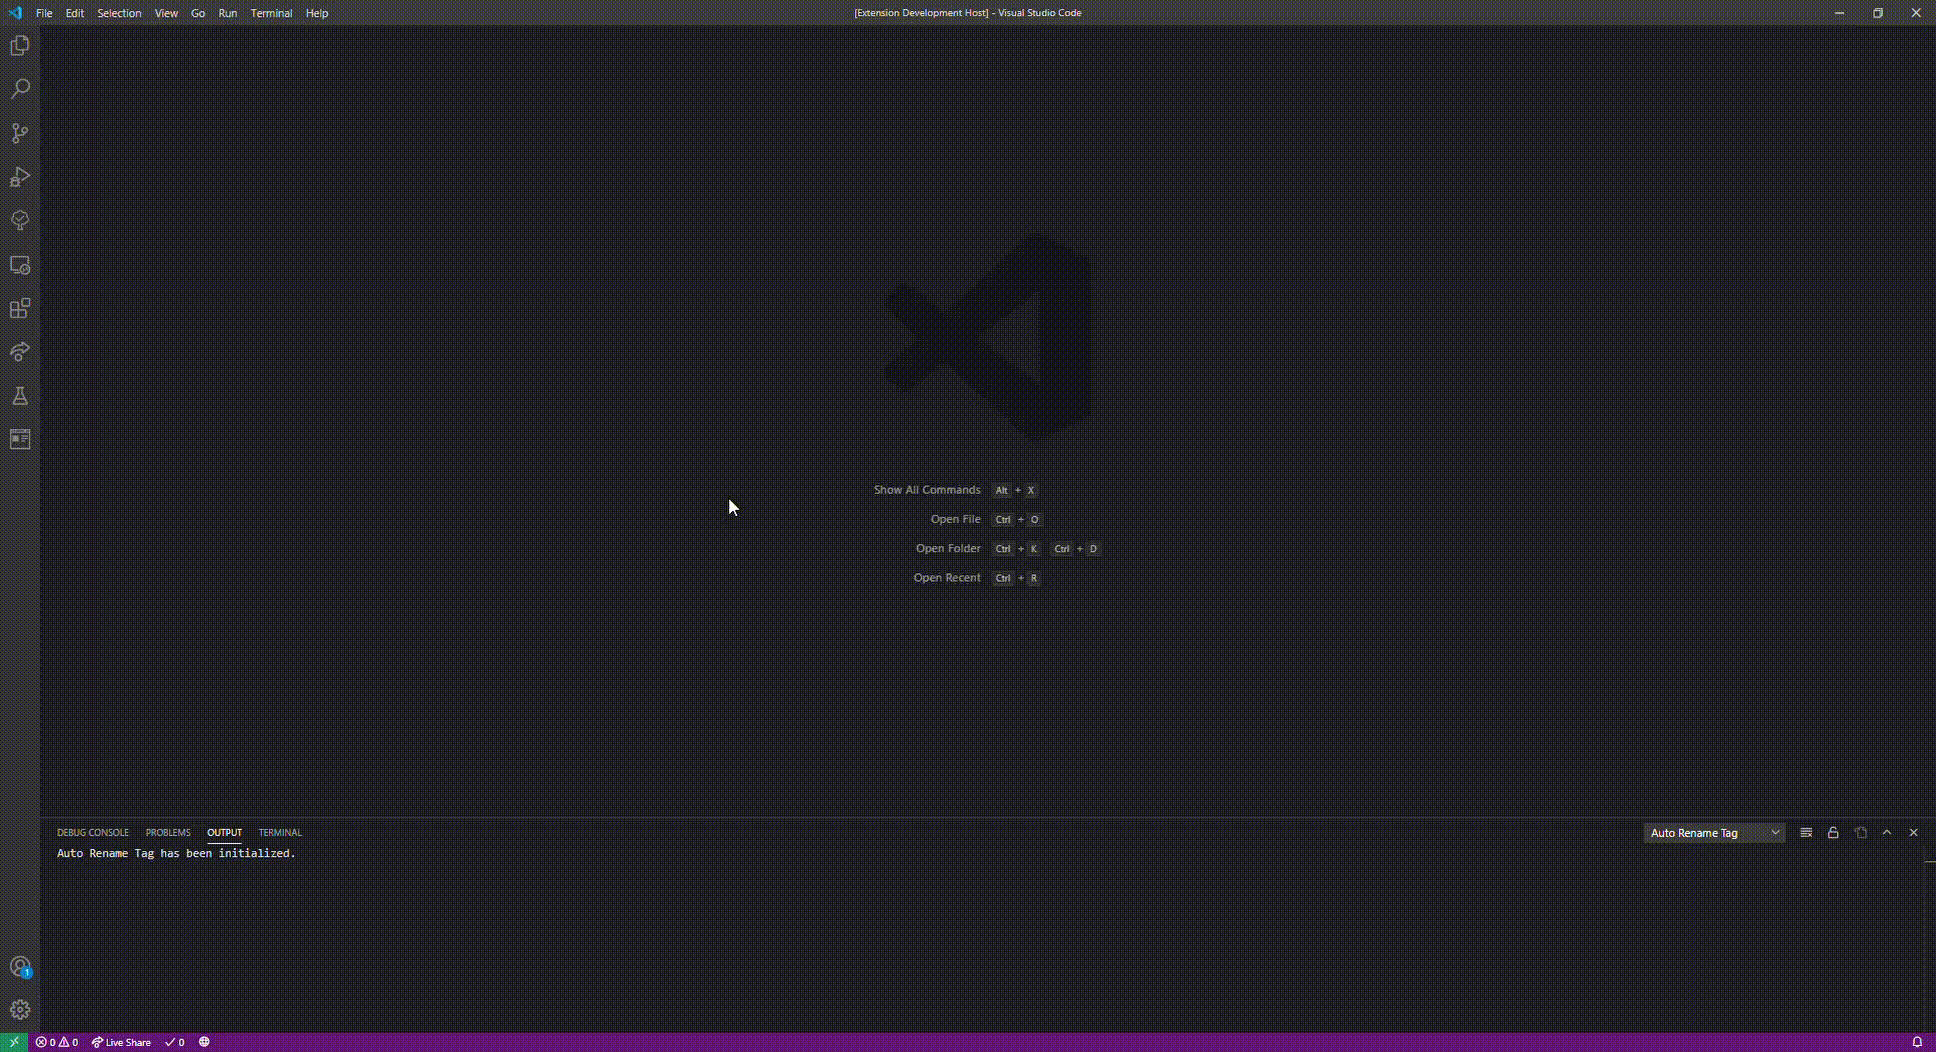 File Edit Selection View Go Run Terminal Help
[Extension Development Host] - Visual Studio Code
Show All Commands Alt + X
Open File Ctrl + O
Open Folder Ctrl + K Ctrl + D
Open Recent Ctrl + R
DEBUG CONSOLE PROBLEMS OUTPUT TERMINAL
Auto Rename Tag
Auto Rename Tag has been initialized.
1
0 0 Live Share 0